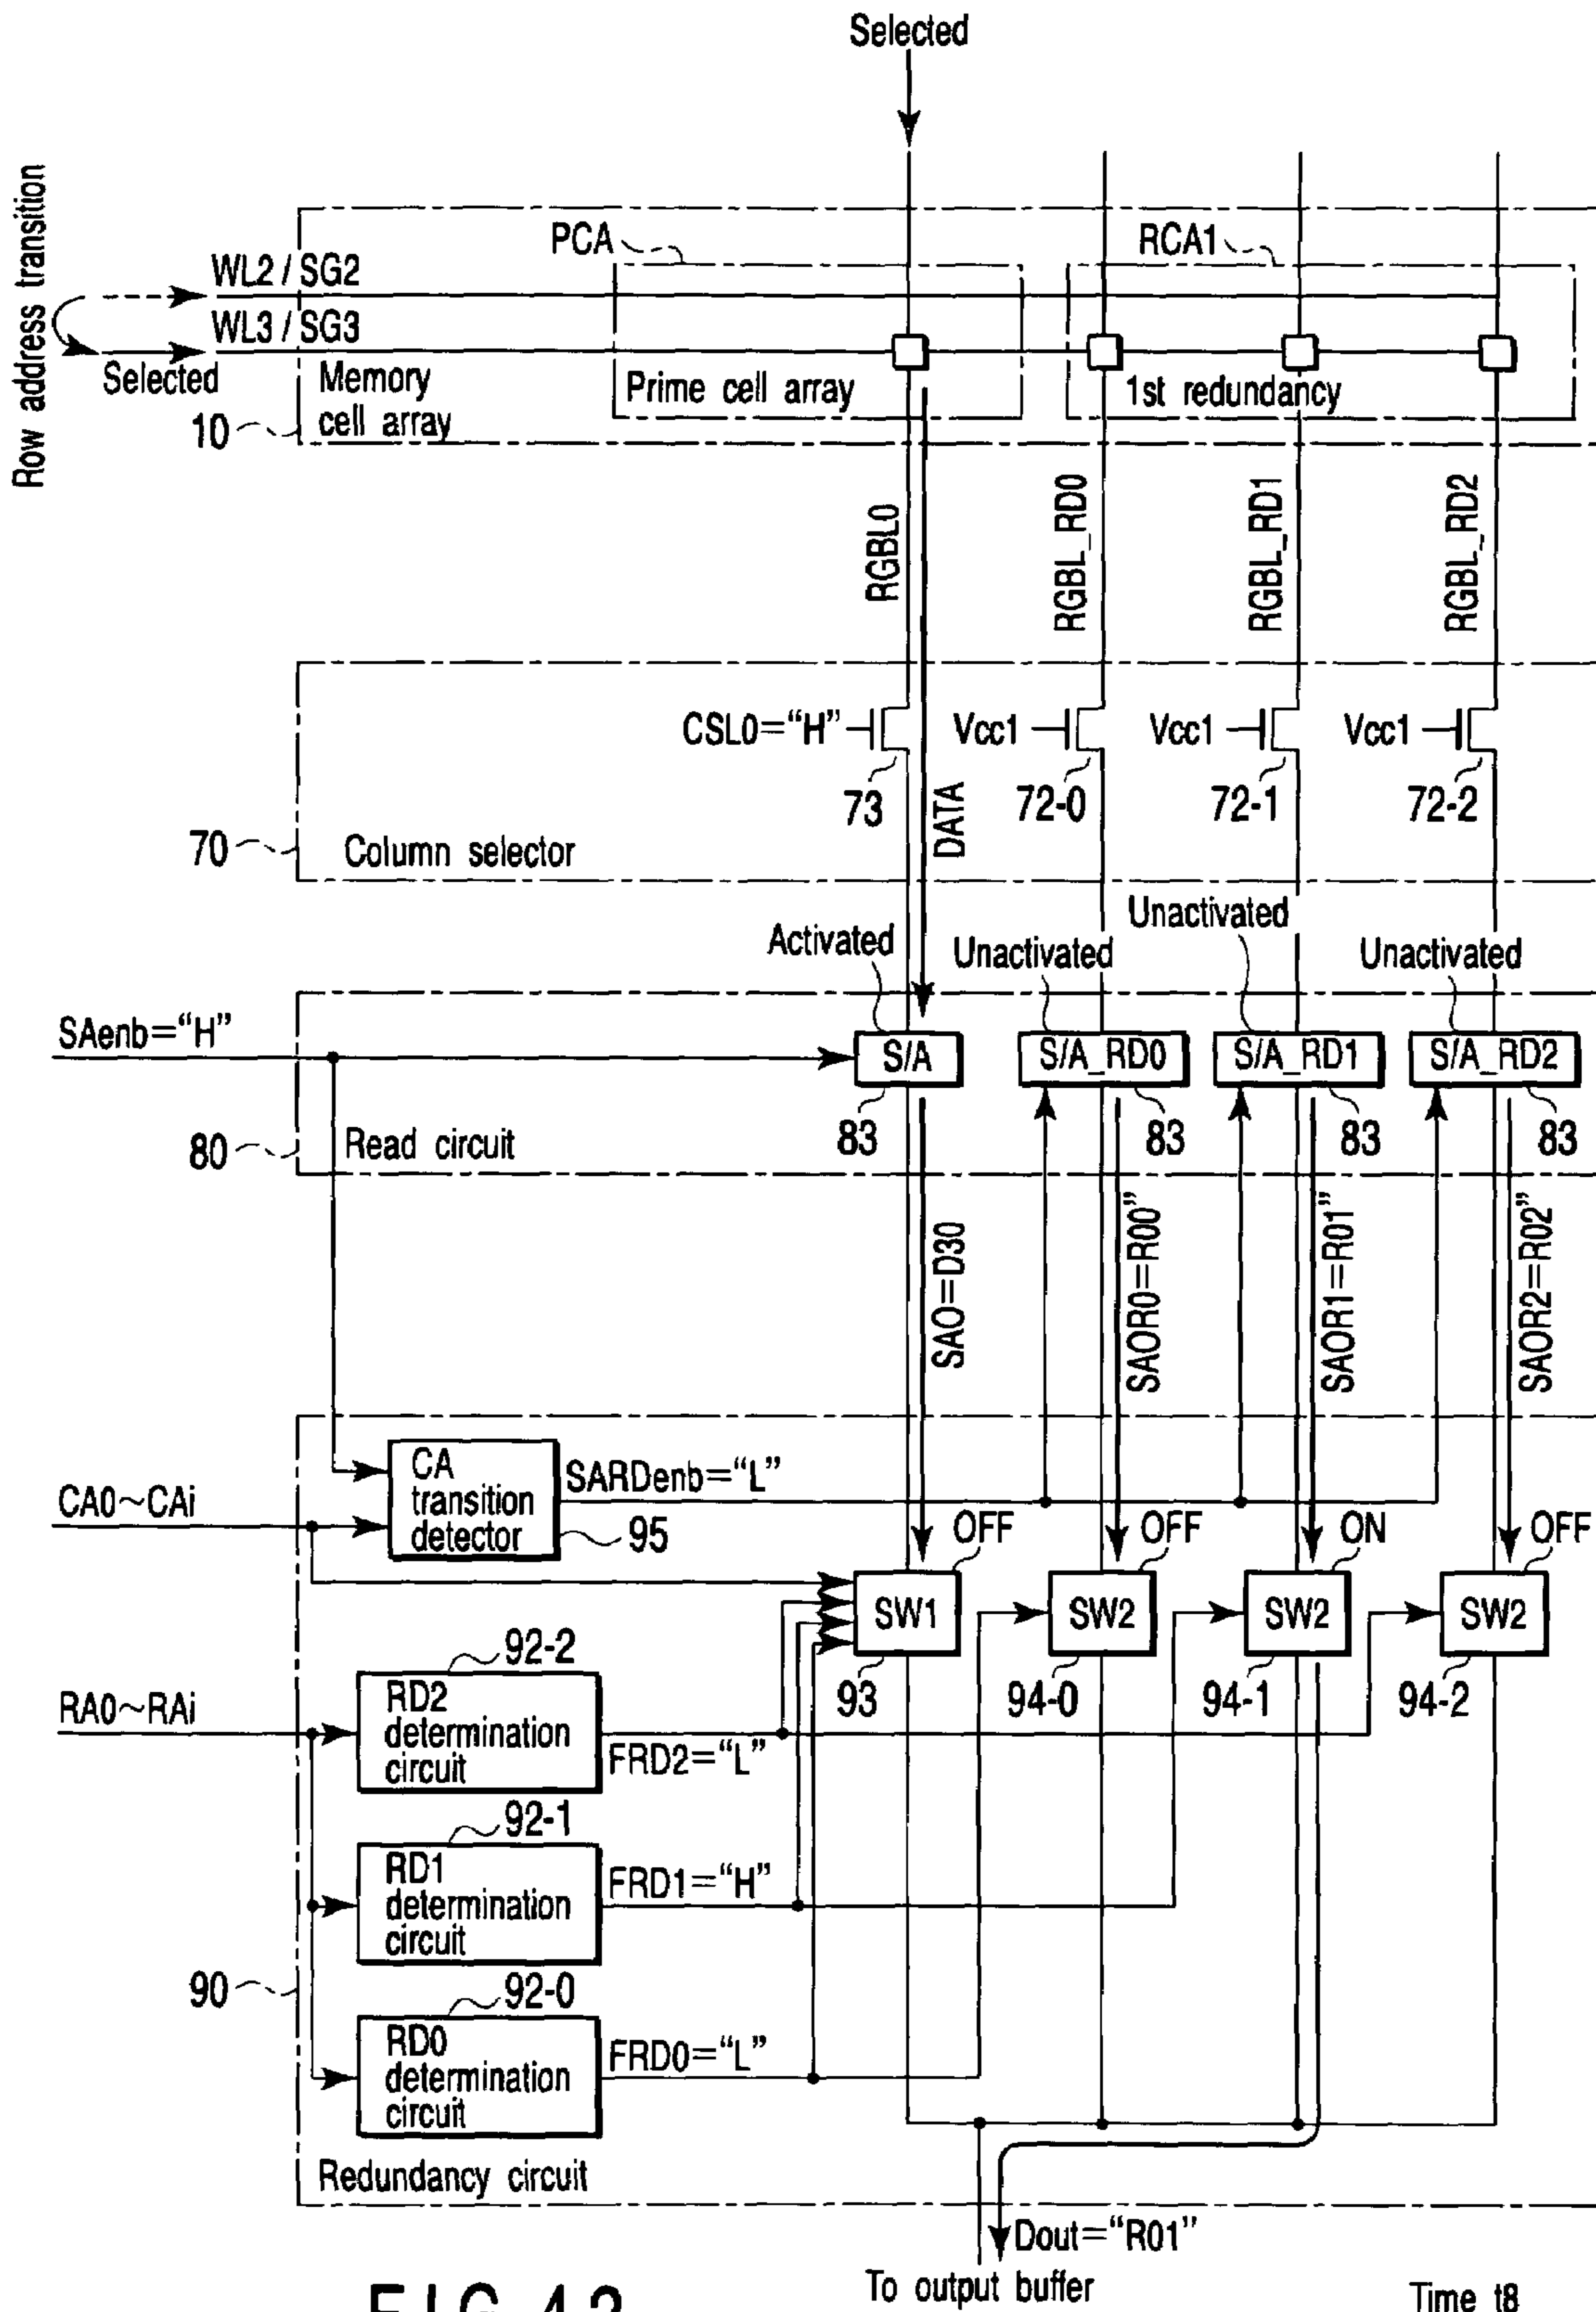 Selected
Row address transition
PCA
RCA1
WL2 / SG2
WL3 / SG3
Selected
Memory
cell array
Prime cell array
1st redundancy
10
RGBL0
RGBL_RD0
RGBL_RD1
RGBL_RD2
CSL0="H"
Vcc1
Vcc1
Vcc1
73
72-0
72-1
72-2
DATA
70
Column selector
Activated
Unactivated
Unactivated
Unactivated
SAenb="H"
S/A
S/A_RD0
S/A_RD1
S/A_RD2
83
83
83
83
80
Read circuit
SAO=D30
SAOR0=R00"
SAOR1=R01"
SAOR2=R02"
CA
transition
detector
SARDenb="L"
CA0~CAi
95
OFF
OFF
ON
OFF
SW1
SW2
SW2
SW2
93
94-0
94-1
94-2
92-2
RA0~RAi
RD2
determination
circuit
FRD2="L"
92-1
RD1
determination
circuit
FRD1="H"
90
92-0
RD0
determination
circuit
FRD0="L"
Redundancy circuit
Dout="R01"
To output buffer
Time t8